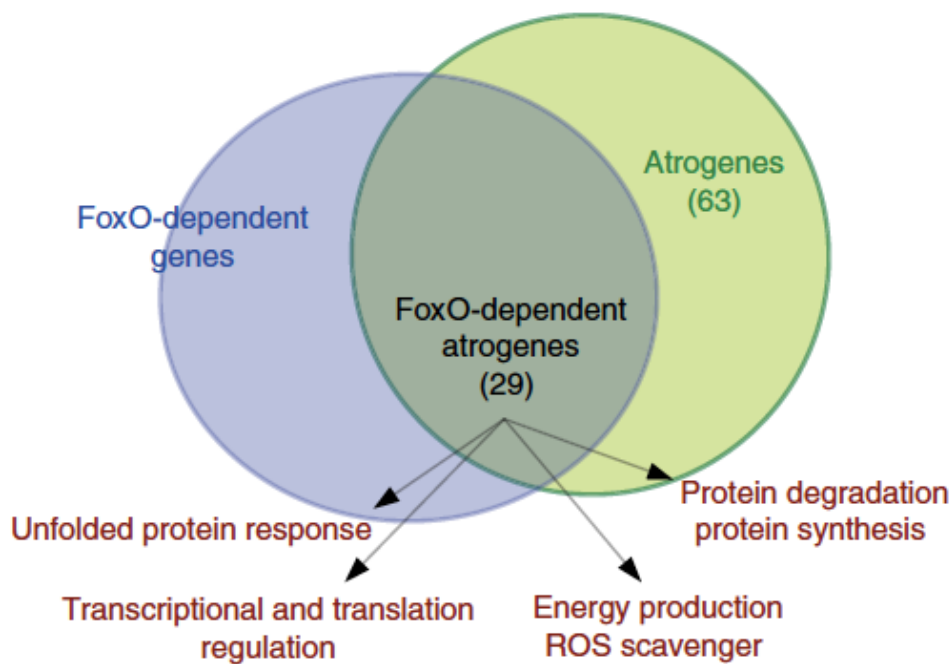 Atrogenes
(63)
FoxO-dependent
genes
FoxO-dependent
atrogenes
(29)
Unfolded protein response
Protein degradation
protein synthesis
Transcriptional and translation
regulation
Energy production
ROS scavenger